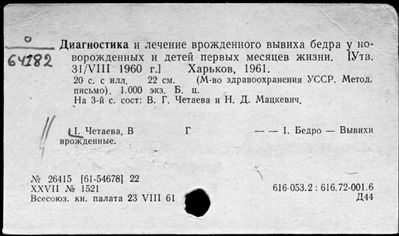 0
64182
Диагностика и лечение врожденного вывиха бедра у но-
ворожденных и детей первых месяцев жизни. [Утв.
31/VIII 1960 г.] Харьков, 1961.
20 с. с илл. 22 см. (М-во здравоохранения УССР. Метод.
письмо). 1.000 экз. Б. ц.
На 3-й с. сост: В. Г. Четаева и Н. Д. Мацкевич.
I. Четаева, В Г — — 1. Бедро — Вывихи
врожденные.
№ 26415 [61-54678] 22
XXVII № 1521 616-053.2 : 616.72-001.6
Всесоюз. кн. палата 23 VIII 61 Д44